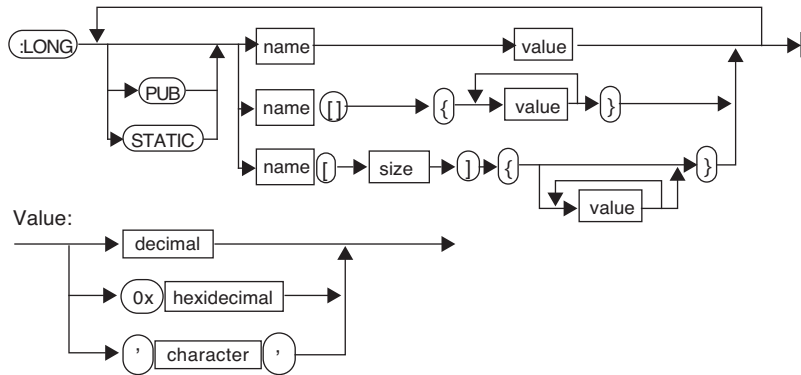 :LONG name value
PUB name [] { value }
STATIC name [ size ] { value }
Value:
decimal
0x hexidecimal
' character '